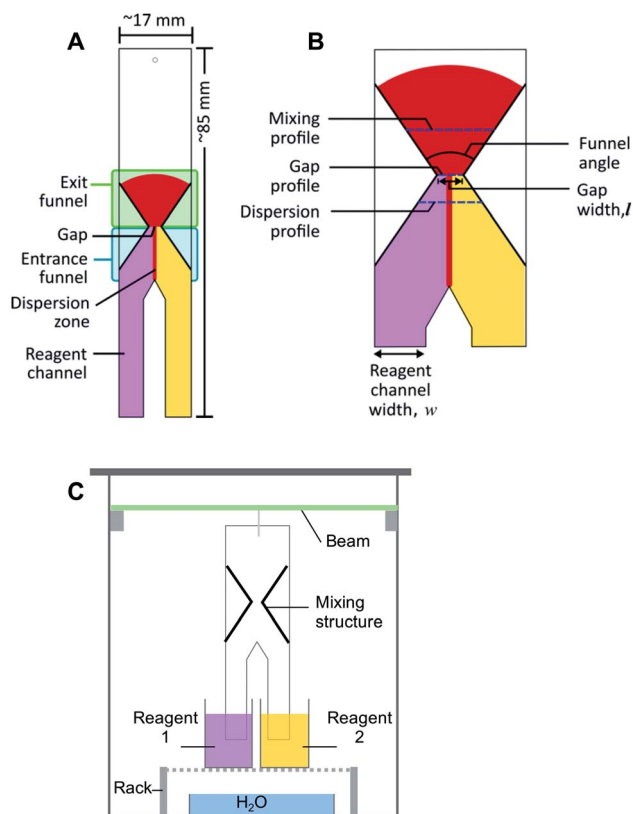 ~17 mm
A
~85 mm
Exit
funnel
Gap
Entrance
funnel
Dispersion
zone
Reagent
channel
B
Mixing
profile
Gap
profile
Dispersion
profile
Funnel
angle
Gap
width, l
Reagent
channel
width, w
C
Beam
Mixing
structure
Reagent
1
Reagent
2
Rack
H₂O